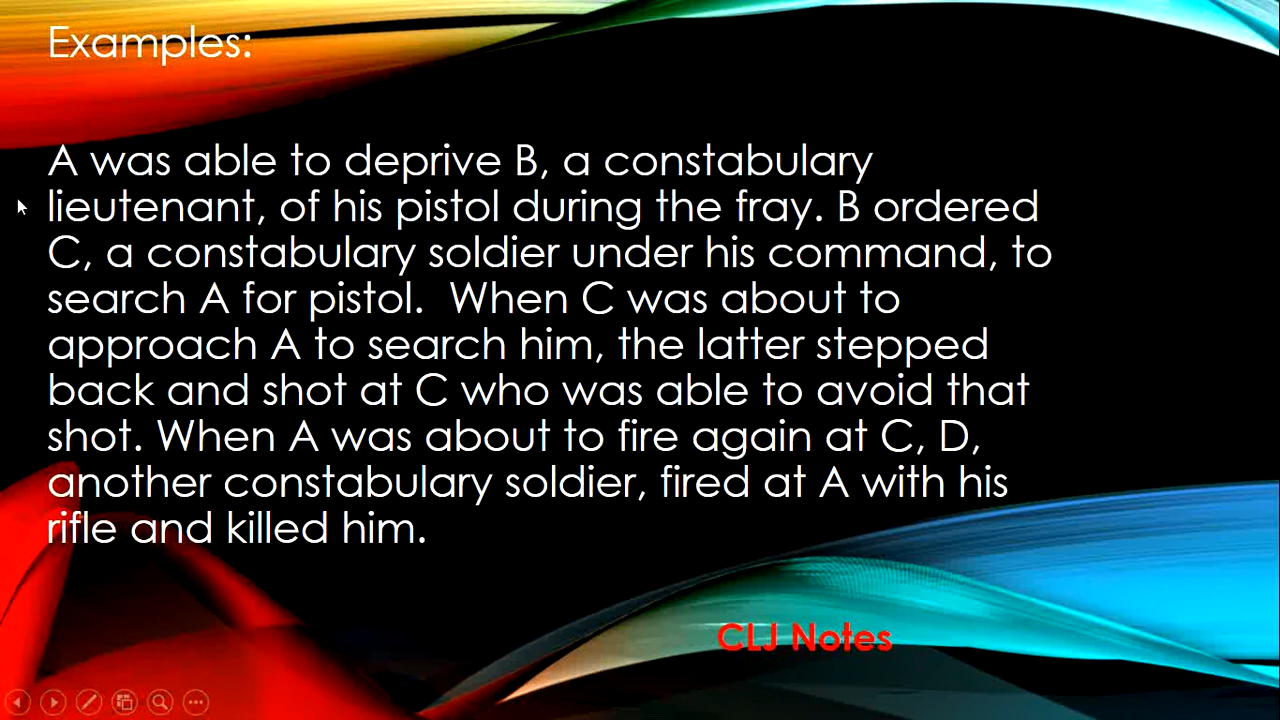 Examples:
A was able to deprive B, a constabulary
lieutenant, of his pistol during the fray. B ordered
C, a constabulary soldier under his command, to
search A for pistol.  When C was about to
approach A to search him, the latter stepped
back and shot at C who was able to avoid that
shot. When A was about to fire again at C, D,
another constabulary soldier, fired at A with his
rifle and killed him.
CLJ Notes